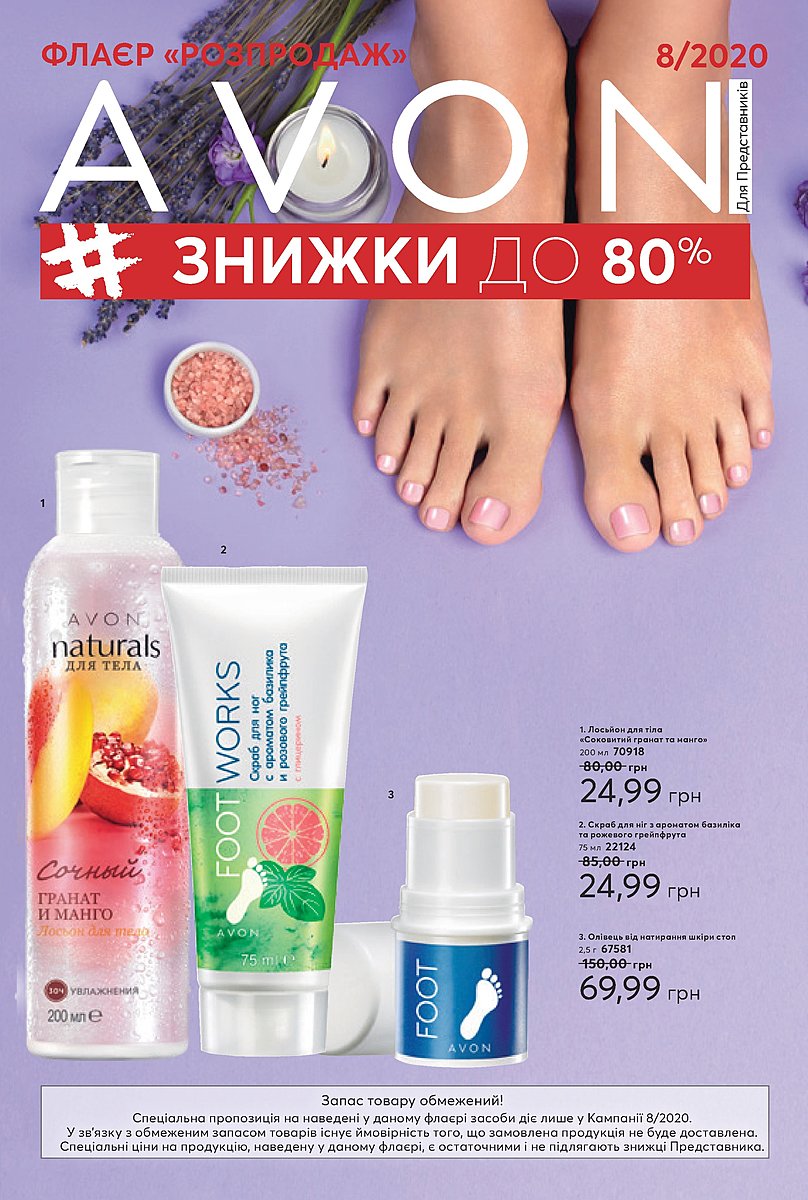 ФЛАЄР «РОЗПРОДАЖ»
8/2020
AVON
Для Представників
# ЗНИЖКИ ДО 80%
1
2
3
AVON
naturals
ДЛЯ ТЕЛА
Сочный
ГРАНАТ
И МАНГО
Лосьон для тела
30Ч УВЛАЖНЕНИЯ
200 мл e
FOOT WORKS
Скраб для ног
с ароматом базилика
и розового грейпфрута
с глицерином
AVON
75 ml e
FOOT
AVON
1. Лосьйон для тіла
«Соковитий гранат та манго»
200 мл 70918
80,00 грн
24,99 грн
2. Скраб для ніг з ароматом базиліка
та рожевого грейпфрута
75 мл 22124
85,00 грн
24,99 грн
3. Олівець від натирання шкіри стоп
2,5 г 67581
150,00 грн
69,99 грн
Запас товару обмежений!
Спеціальна пропозиція на наведені у даному флаєрі засоби діє лише у Кампанії 8/2020.
У зв'язку з обмеженим запасом товарів існує ймовірність того, що замовлена продукція не буде доставлена.
Спеціальні ціни на продукцію, наведену у даному флаєрі, є остаточними і не підлягають знижці Представника.